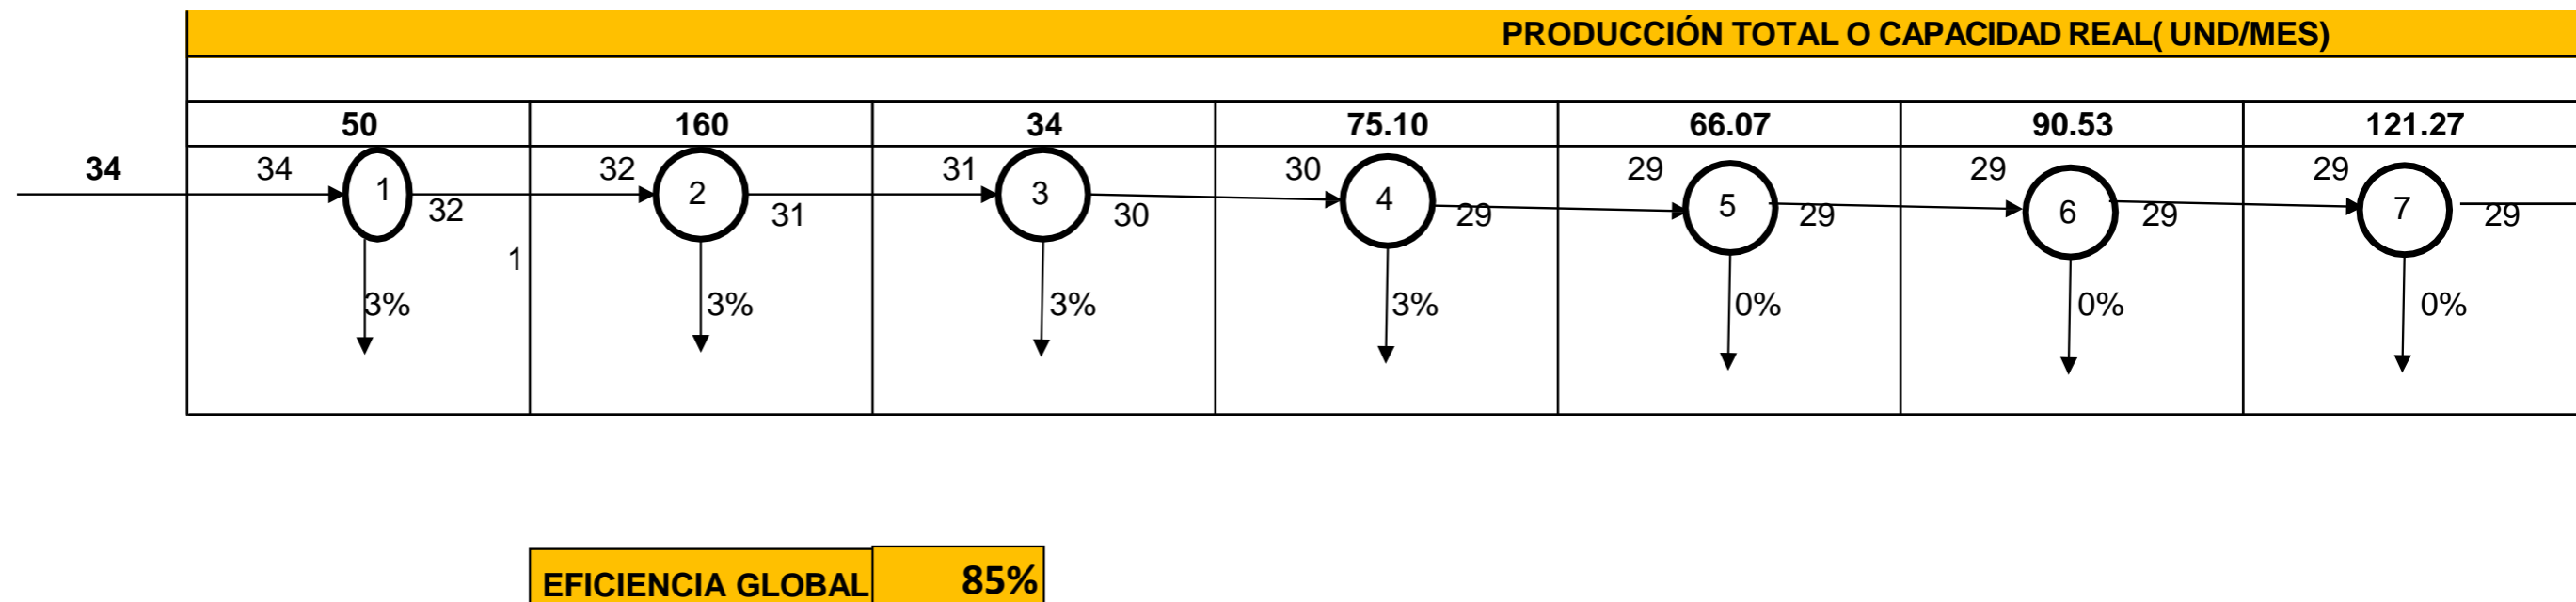 PRODUCCIÓN TOTAL O CAPACIDAD REAL( UND/MES)
50 160 34 75.10 66.07 90.53 121.27
34 34 1 32 2 31 3 30 4 29 5 29 6 29 7
32 31 30 29 29 29 29
1
3% 3% 3% 3% 0% 0% 0%
EFICIENCIA GLOBAL 85%